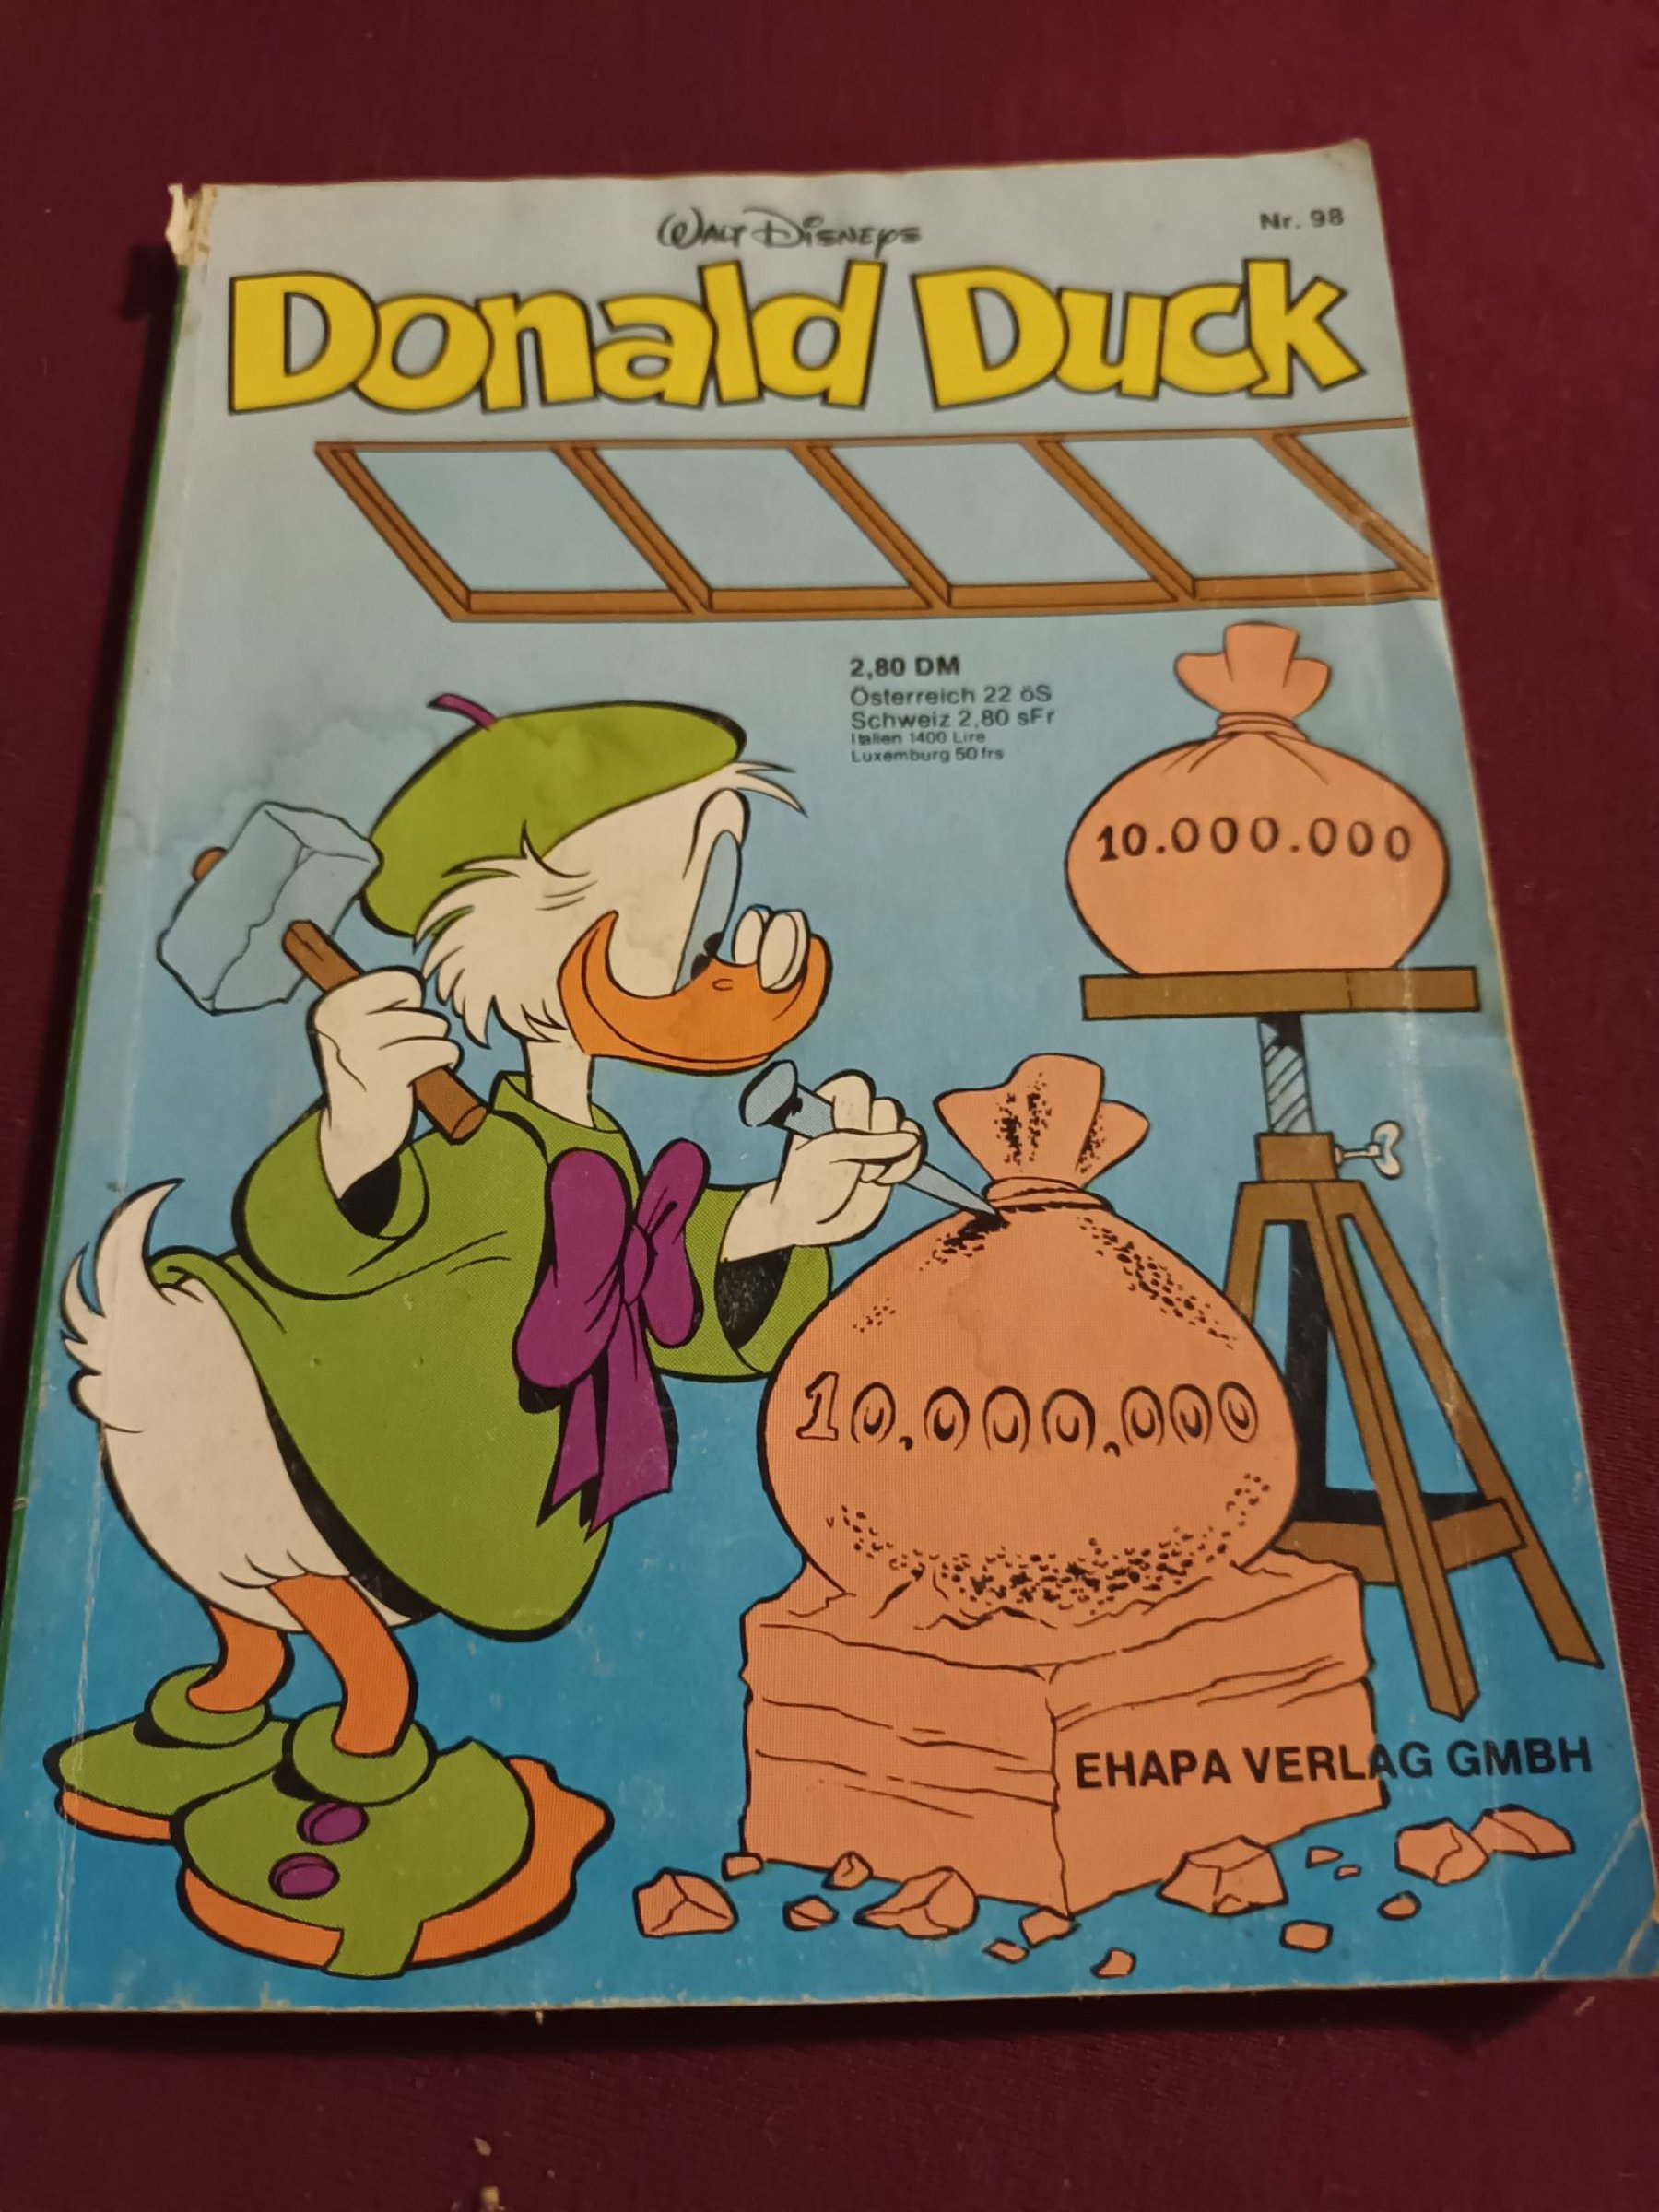 Walt Disneys
Nr. 98
Donald Duck
2,80 DM
Österreich 22 öS
Schweiz 2,80 sFr
Italien 1400 Lire
Luxemburg 50 frs
10.000.000
10.000.000
EHAPA VERLAG GMBH